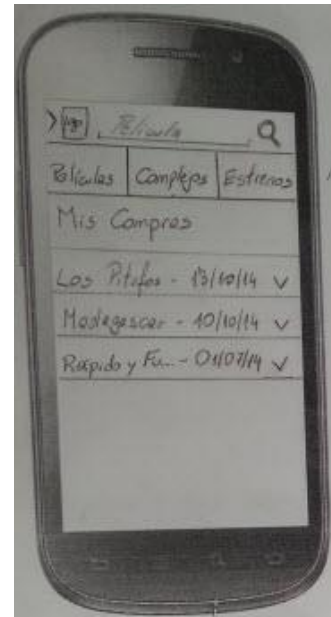 logo Película
Películas Complejos Estrenos
Mis Compras
Los Pitufos - 13/10/14
Madagascar - 10/10/14
Rápido y Fu... - 01/07/14